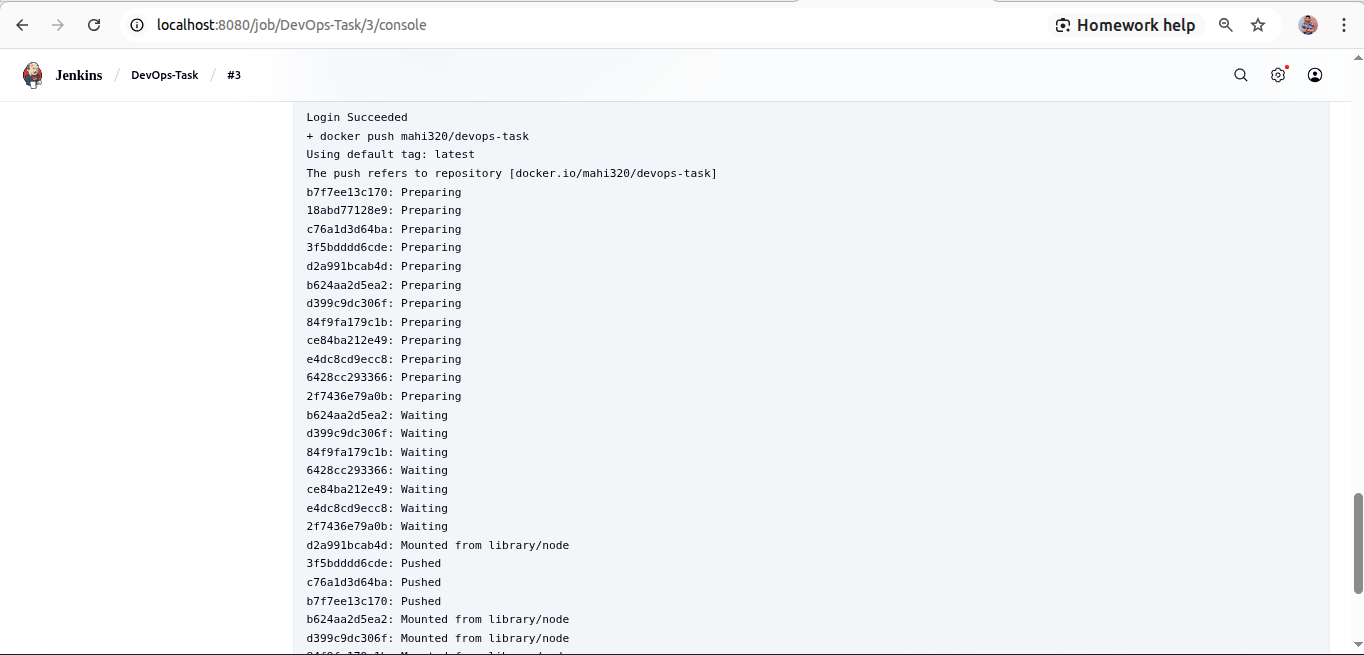 localhost:8080/job/DevOps-Task/3/console
Homework help
Jenkins / DevOps-Task / #3
Login Succeeded
+ docker push mahi320/devops-task
Using default tag: latest
The push refers to repository [docker.io/mahi320/devops-task]
b7f7ee13c170: Preparing
18abd77128e9: Preparing
c76a1d3d64ba: Preparing
3f5bdddd6cde: Preparing
d2a991bcab4d: Preparing
b624aa2d5ea2: Preparing
d399c9dc306f: Preparing
84f9fa179c1b: Preparing
ce84ba212e49: Preparing
e4dc8cd9ecc8: Preparing
6428cc293366: Preparing
2f7436e79a0b: Preparing
b624aa2d5ea2: Waiting
d399c9dc306f: Waiting
84f9fa179c1b: Waiting
6428cc293366: Waiting
ce84ba212e49: Waiting
e4dc8cd9ecc8: Waiting
2f7436e79a0b: Waiting
d2a991bcab4d: Mounted from library/node
3f5bdddd6cde: Pushed
c76a1d3d64ba: Pushed
b7f7ee13c170: Pushed
b624aa2d5ea2: Mounted from library/node
d399c9dc306f: Mounted from library/node